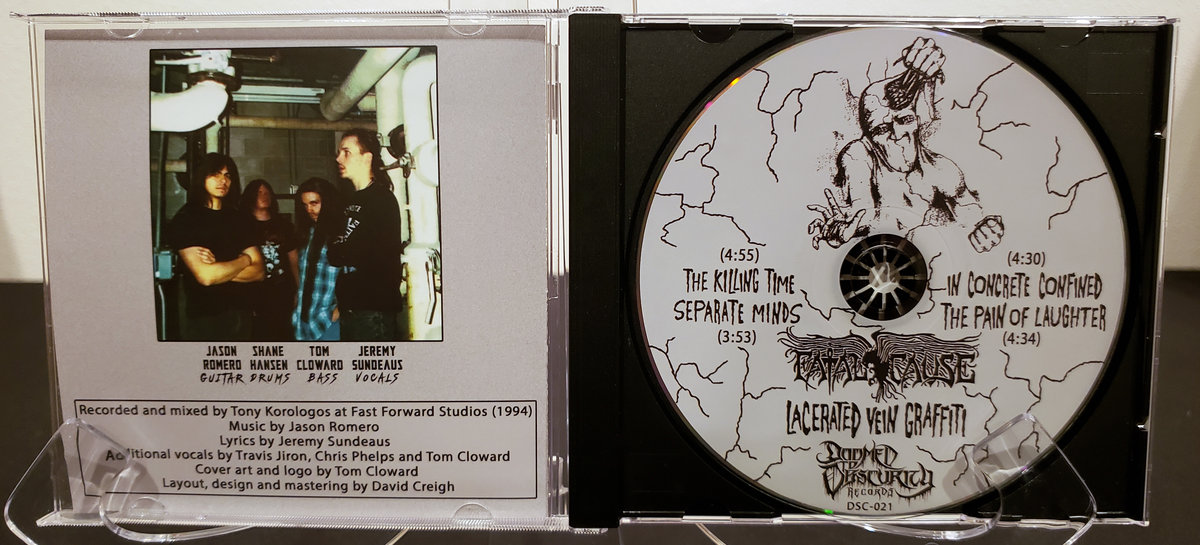 JASON SHANE TOM JEREMY
ROMERO HANSEN CLOWARD SUNDEAUS
GUITAR DRUMS BASS VOCALS
Recorded and mixed by Tony Korologos at Fast Forward Studios (1994)
Music by Jason Romero
Lyrics by Jeremy Sundeaus
Additional vocals by Travis Jiron, Chris Phelps and Tom Cloward
Cover art and logo by Tom Cloward
Layout, design and mastering by David Creigh
(4:55)
THE KILLING TIME
SEPARATE MINDS
(3:53)
(4:30)
IN CONCRETE CONFINED
THE PAIN OF LAUGHTER
(4:34)
FATAL CAUSE
LACERATED VEIN GRAFFITI
DOOMED
TO
OBSCURITY
RECORDS
DSC-021